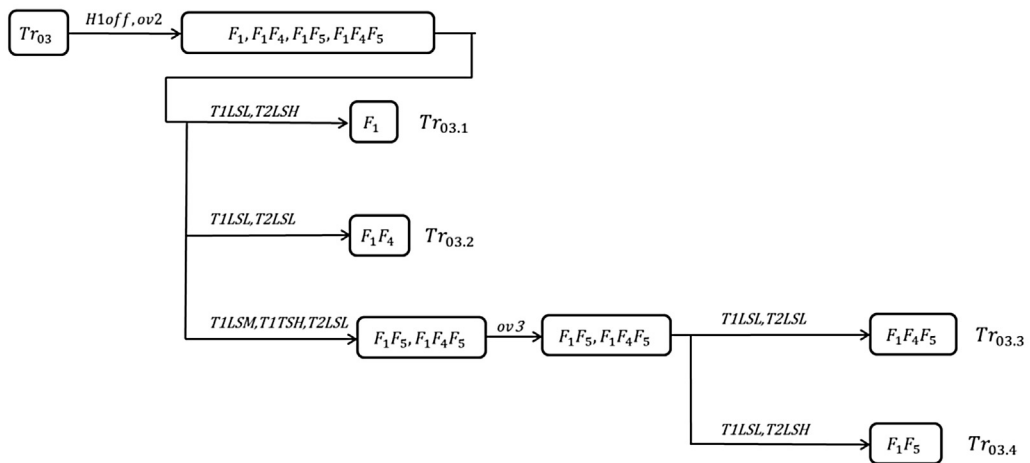 Tr03 H1off,ov2 F1, F1F4, F1F5, F1F4F5
T1LSL,T2LSH F1 Tr03.1
T1LSL,T2LSL F1F4 Tr03.2
T1LSM,T1TSH,T2LSL F1F5, F1F4F5 ov3 F1F5, F1F4F5 T1LSL,T2LSL F1F4F5 Tr03.3
T1LSL,T2LSH F1F5 Tr03.4